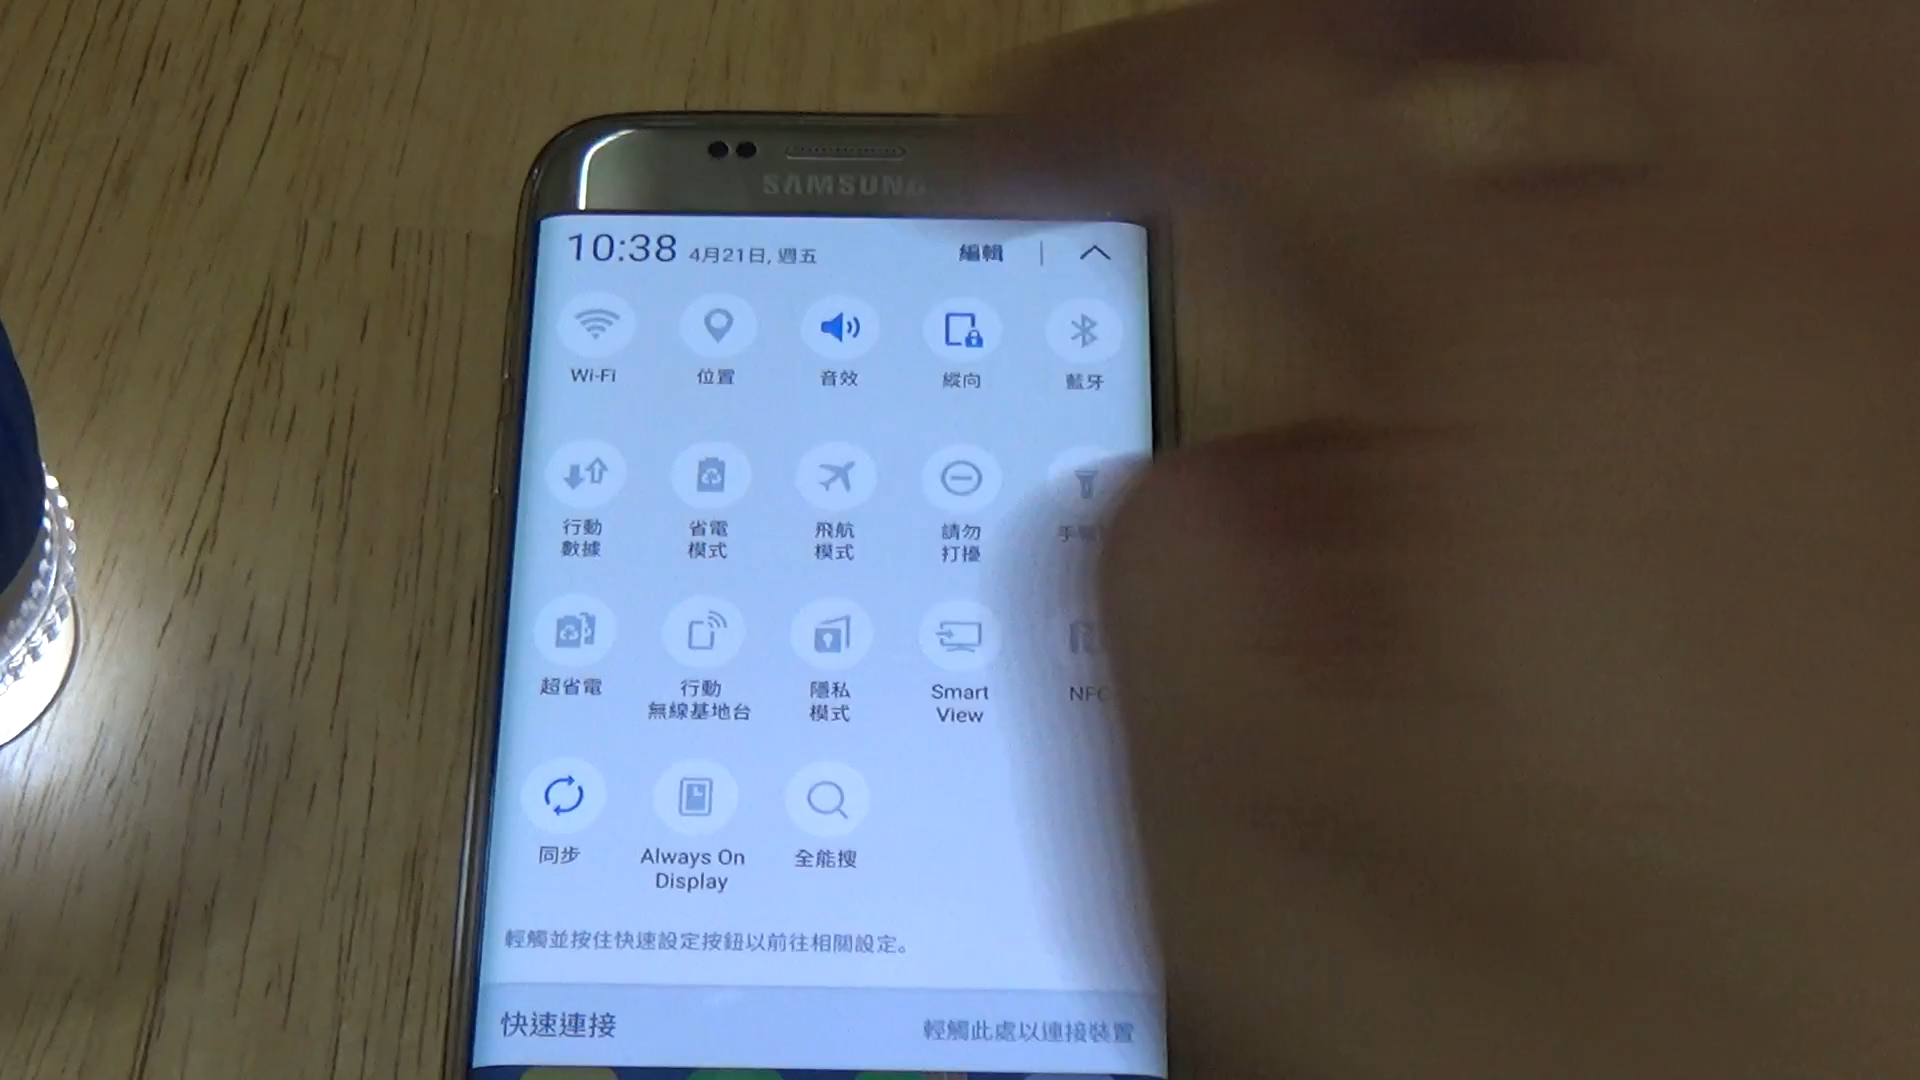 SAMSUNG
10:38 4月21日, 週五 編輯
Wi-Fi 位置 音效 縱向 藍牙
行動 省電 飛航 請勿
數據 模式 模式 打擾
超省電 行動 隱私 Smart NFC
無線基地台 模式 View
同步 Always On 全能搜
Display
輕觸並按住快速設定按鈕以前往相關設定。
快速連接 輕觸此處以連接裝置